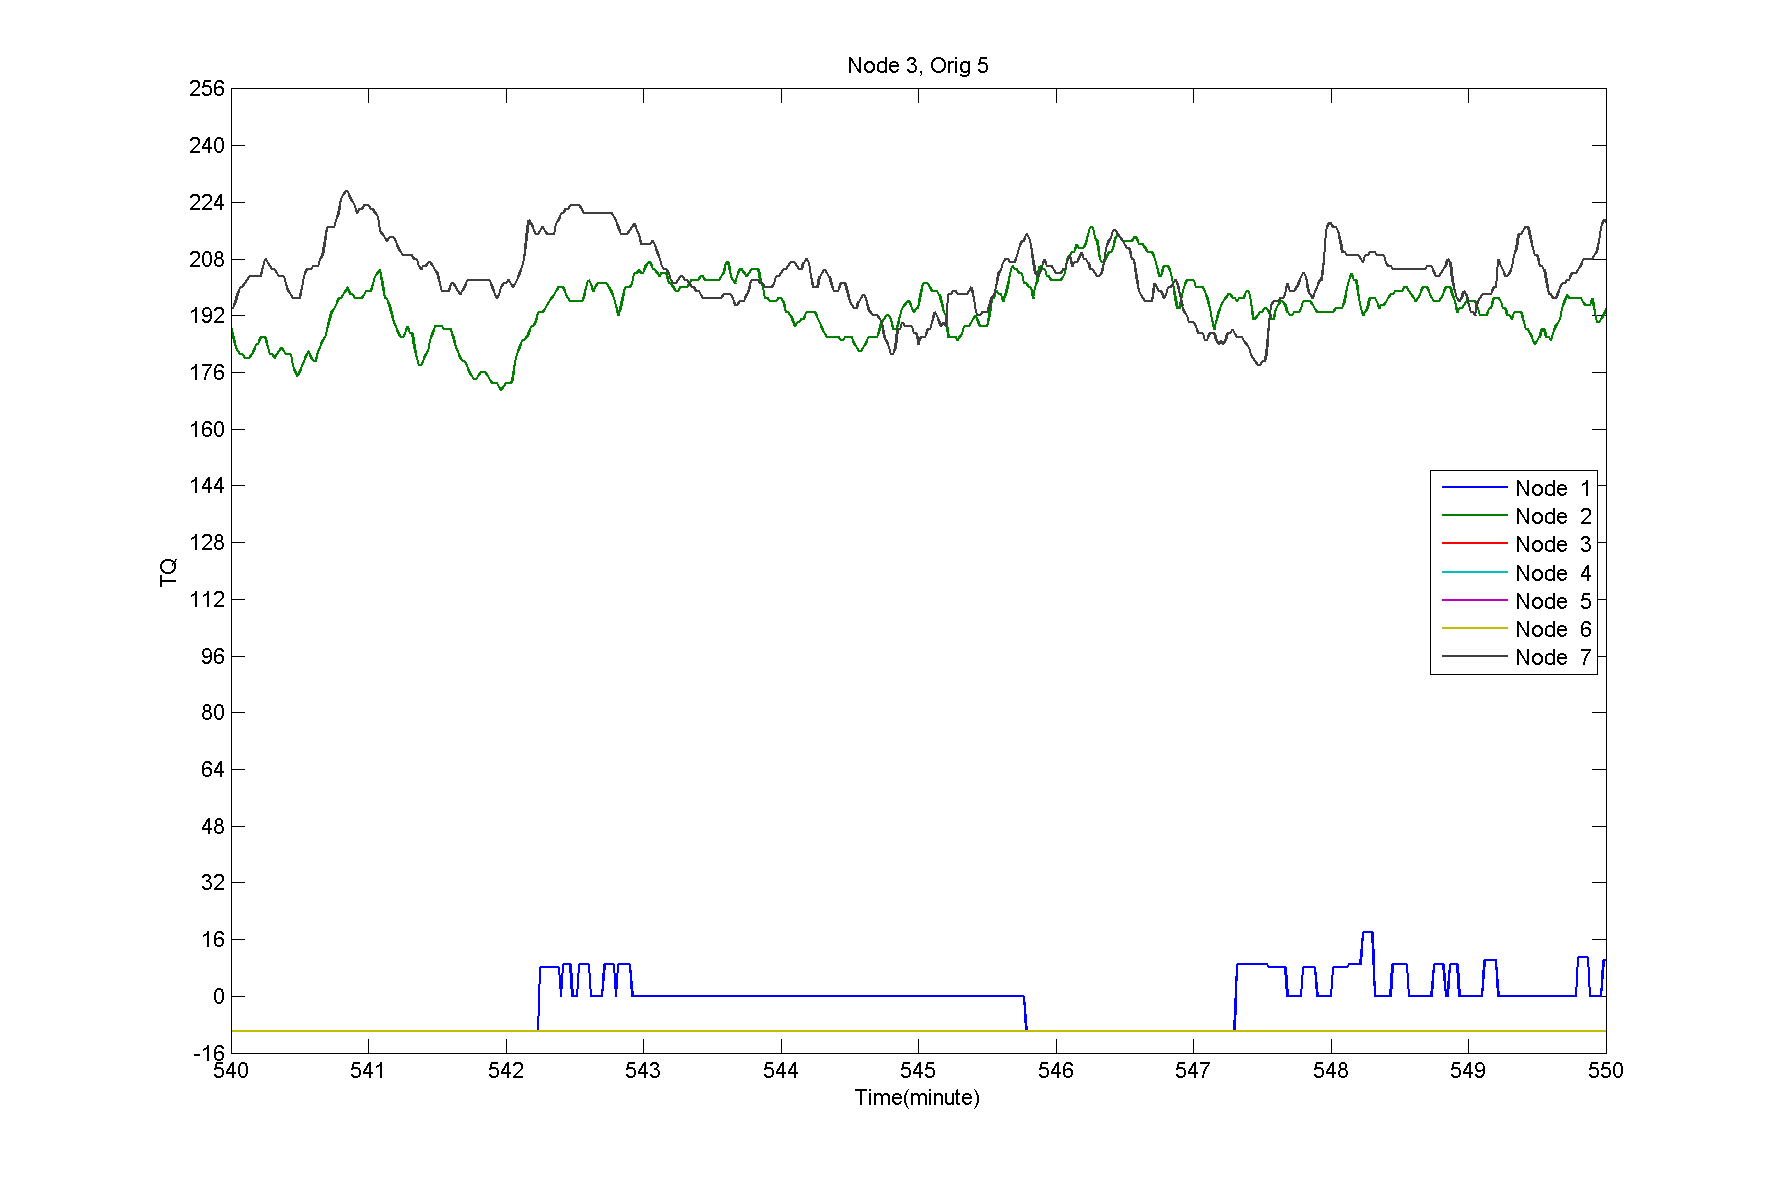 Node 3, Orig 5
256
240
224
208
192
176
160
144
128
112
96
80
64
48
32
16
0
-16
TQ
Node 1
Node 2
Node 3
Node 4
Node 5
Node 6
Node 7
540 541 542 543 544 545 546 547 548 549 550
Time(minute)